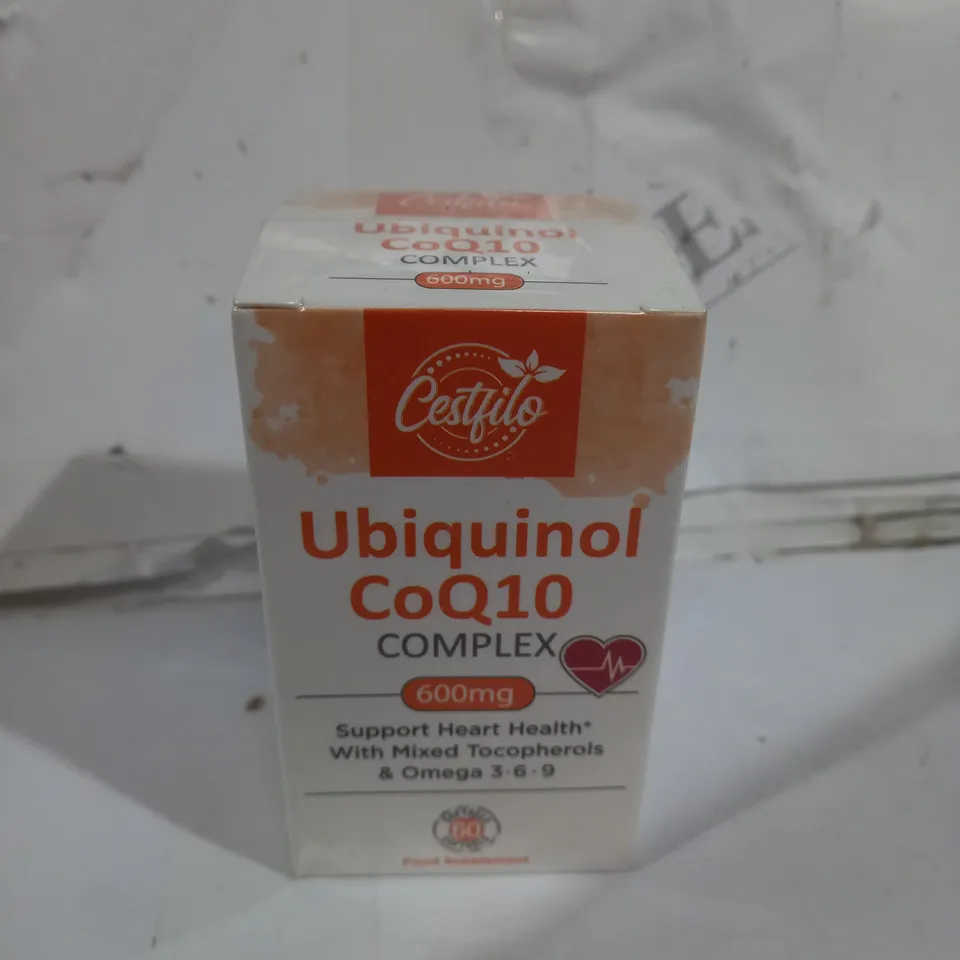 Ubiquinol
CoQ10
COMPLEX
600mg
Cestfilo
Ubiquinol
CoQ10
COMPLEX
600mg
Support Heart Health*
With Mixed Tocopherols
& Omega 3·6·9
60
Food Supplement